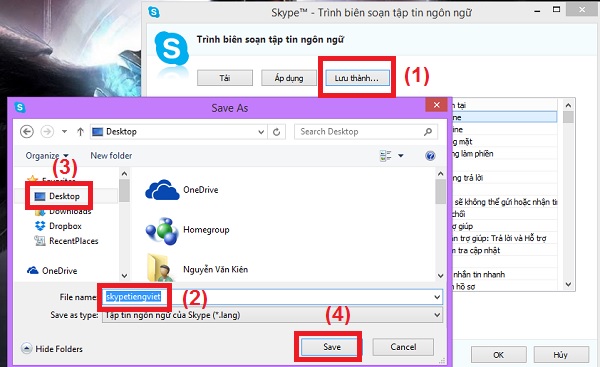 Skype™ - Trình biên soạn tập tin ngôn ngữ
Trình biên soạn tập tin ngôn ngữ
Tải
Áp dụng
Lưu thành...
(1)
Save As
Desktop
Search Desktop
Organize
New folder
(3)
Favorites
Desktop
Downloads
Dropbox
RecentPlaces
OneDrive
OneDrive
Homegroup
Nguyễn Văn Kiên
File name:
skypetiengviet
(2)
Save as type:
Tập tin ngôn ngữ của Skype (*.lang)
(4)
Hide Folders
Save
Cancel
n tại
ine
ine
g mặt
g làm phiền
ng trả lời
sẽ không thể gửi hoặc nhận tin
chối
n trợ giúp: Trả lời và Hỗ trợ
m tra cập nhật
nhắn tin nhanh
n hồ sơ
OK
Hủy